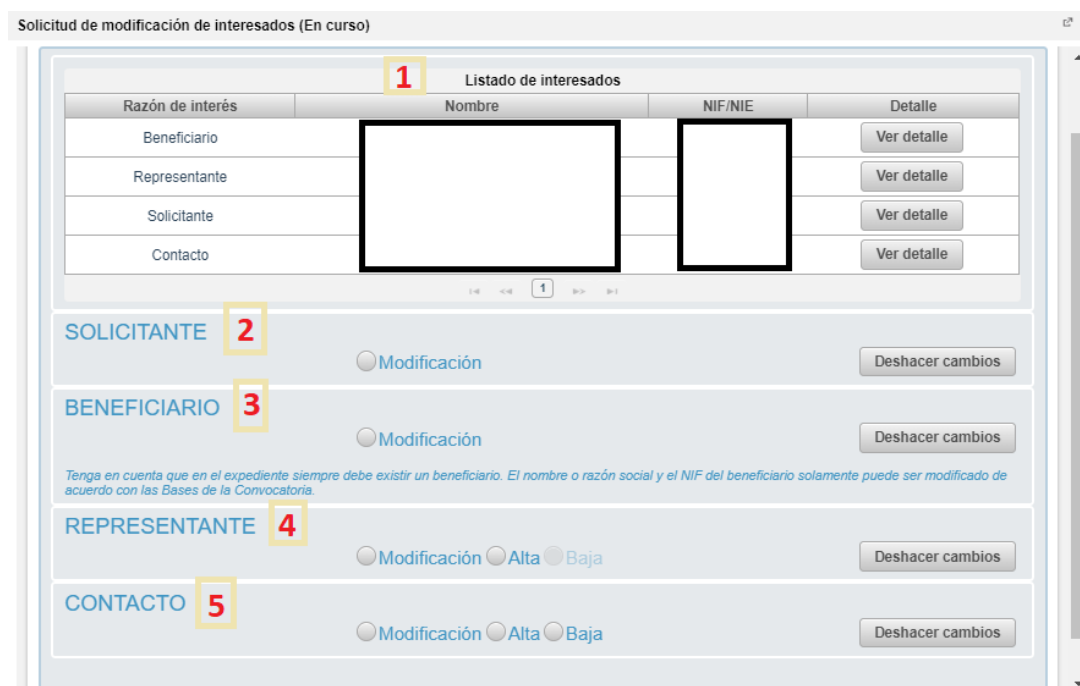 Solicitud de modificación de interesados (En curso)
1
Listado de interesados
Razón de interés Nombre NIF/NIE Detalle
Beneficiario Ver detalle
Representante Ver detalle
Solicitante Ver detalle
Contacto Ver detalle
1
SOLICITANTE 2
Modificación Deshacer cambios
BENEFICIARIO 3
Modificación Deshacer cambios
Tenga en cuenta que en el expediente siempre debe existir un beneficiario. El nombre o razón social y el NIF del beneficiario solamente puede ser modificado de
acuerdo con las Bases de la Convocatoria.
REPRESENTANTE 4
Modificación Alta Baja Deshacer cambios
CONTACTO 5
Modificación Alta Baja Deshacer cambios